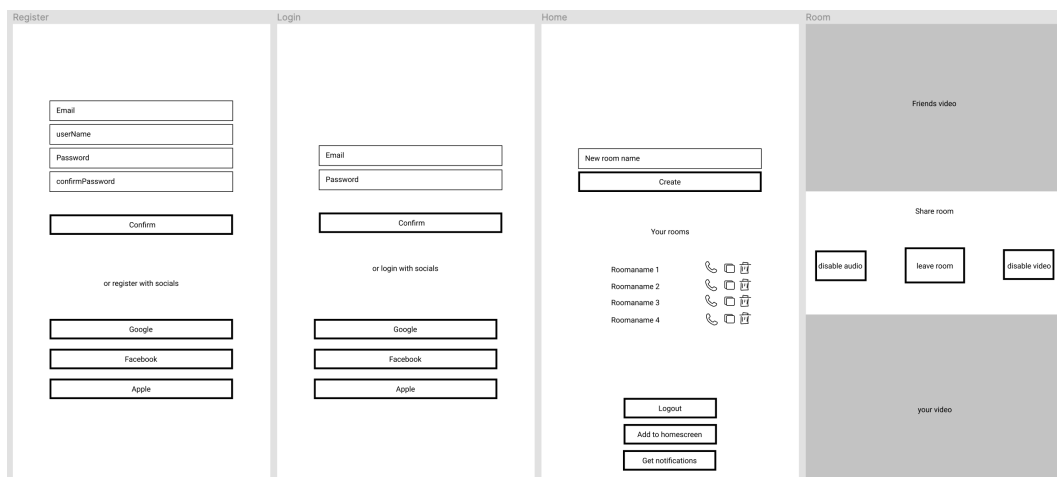 Register
Email
userName
Password
confirmPassword
Confirm
or register with socials
Google
Facebook
Apple
Login
Email
Password
Confirm
or login with socials
Google
Facebook
Apple
Home
New room name
Create
Your rooms
Roomaname 1
Roomaname 2
Roomaname 3
Roomaname 4
Logout
Add to homescreen
Get notifications
Room
Friends video
Share room
disable audio
leave room
disable video
your video